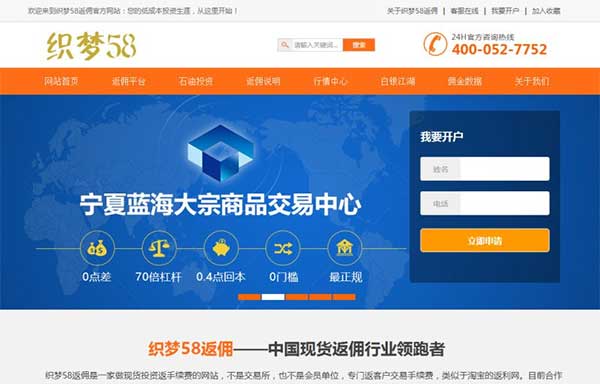 欢迎来到织梦58返佣官方网站：您的低成本投资生涯，从这里开始！
关于织梦58返佣 | 客服在线 | 我要开户 | 加入收藏
织梦58
请输入关键词... 搜索
24H官方咨询热线
400-052-7752
网站首页 返佣平台 石油投资 返佣说明 行情中心 白银江湖 佣金数据 关于我们
我要开户
姓名
电话
立即申请
宁夏蓝海大宗商品交易中心
0点差 70倍杠杆 0.4点回本 0门槛 最正规
织梦58返佣——中国现货返佣行业领跑者
织梦58返佣是一家做现货投资返手续费的网站，不是交易所，也不是会员单位，专门返客户交易手续费，类似于淘宝的返利网。目前合作